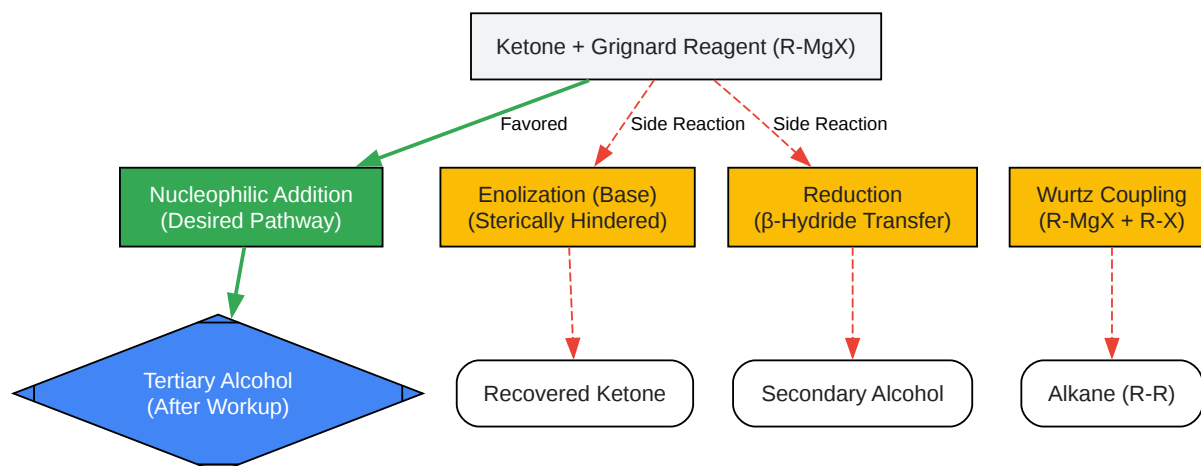 Ketone + Grignard Reagent (R-MgX)
Favored
Side Reaction
Side Reaction
Nucleophilic Addition
(Desired Pathway)
Enolization (Base)
(Sterically Hindered)
Reduction
(β-Hydride Transfer)
Wurtz Coupling
(R-MgX + R-X)
Tertiary Alcohol
(After Workup)
Recovered Ketone
Secondary Alcohol
Alkane (R-R)